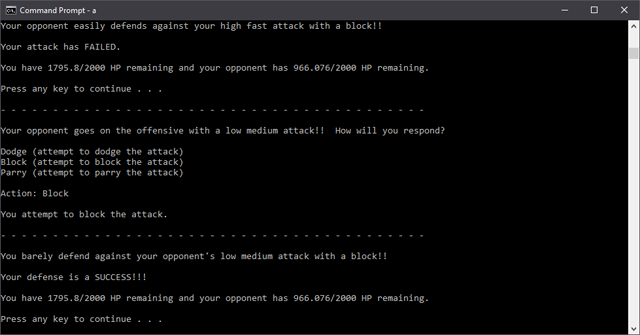 Command Prompt - a
Your opponent easily defends against your high fast attack with a block!!
Your attack has FAILED.
You have 1795.8/2000 HP remaining and your opponent has 966.076/2000 HP remaining.
Press any key to continue . . .
- - - - - - - - - - - - - - - - - - - - - - - - - - - - - - - - - - - - - - - - -
Your opponent goes on the offensive with a low medium attack!!  How will you respond?
Dodge (attempt to dodge the attack)
Block (attempt to block the attack)
Parry (attempt to parry the attack)
Action: Block
You attempt to block the attack.
- - - - - - - - - - - - - - - - - - - - - - - - - - - - - - - - - - - - - - - - -
You barely defend against your opponent's low medium attack with a block!!
Your defense is a SUCCESS!!!
You have 1795.8/2000 HP remaining and your opponent has 966.076/2000 HP remaining.
Press any key to continue . . .